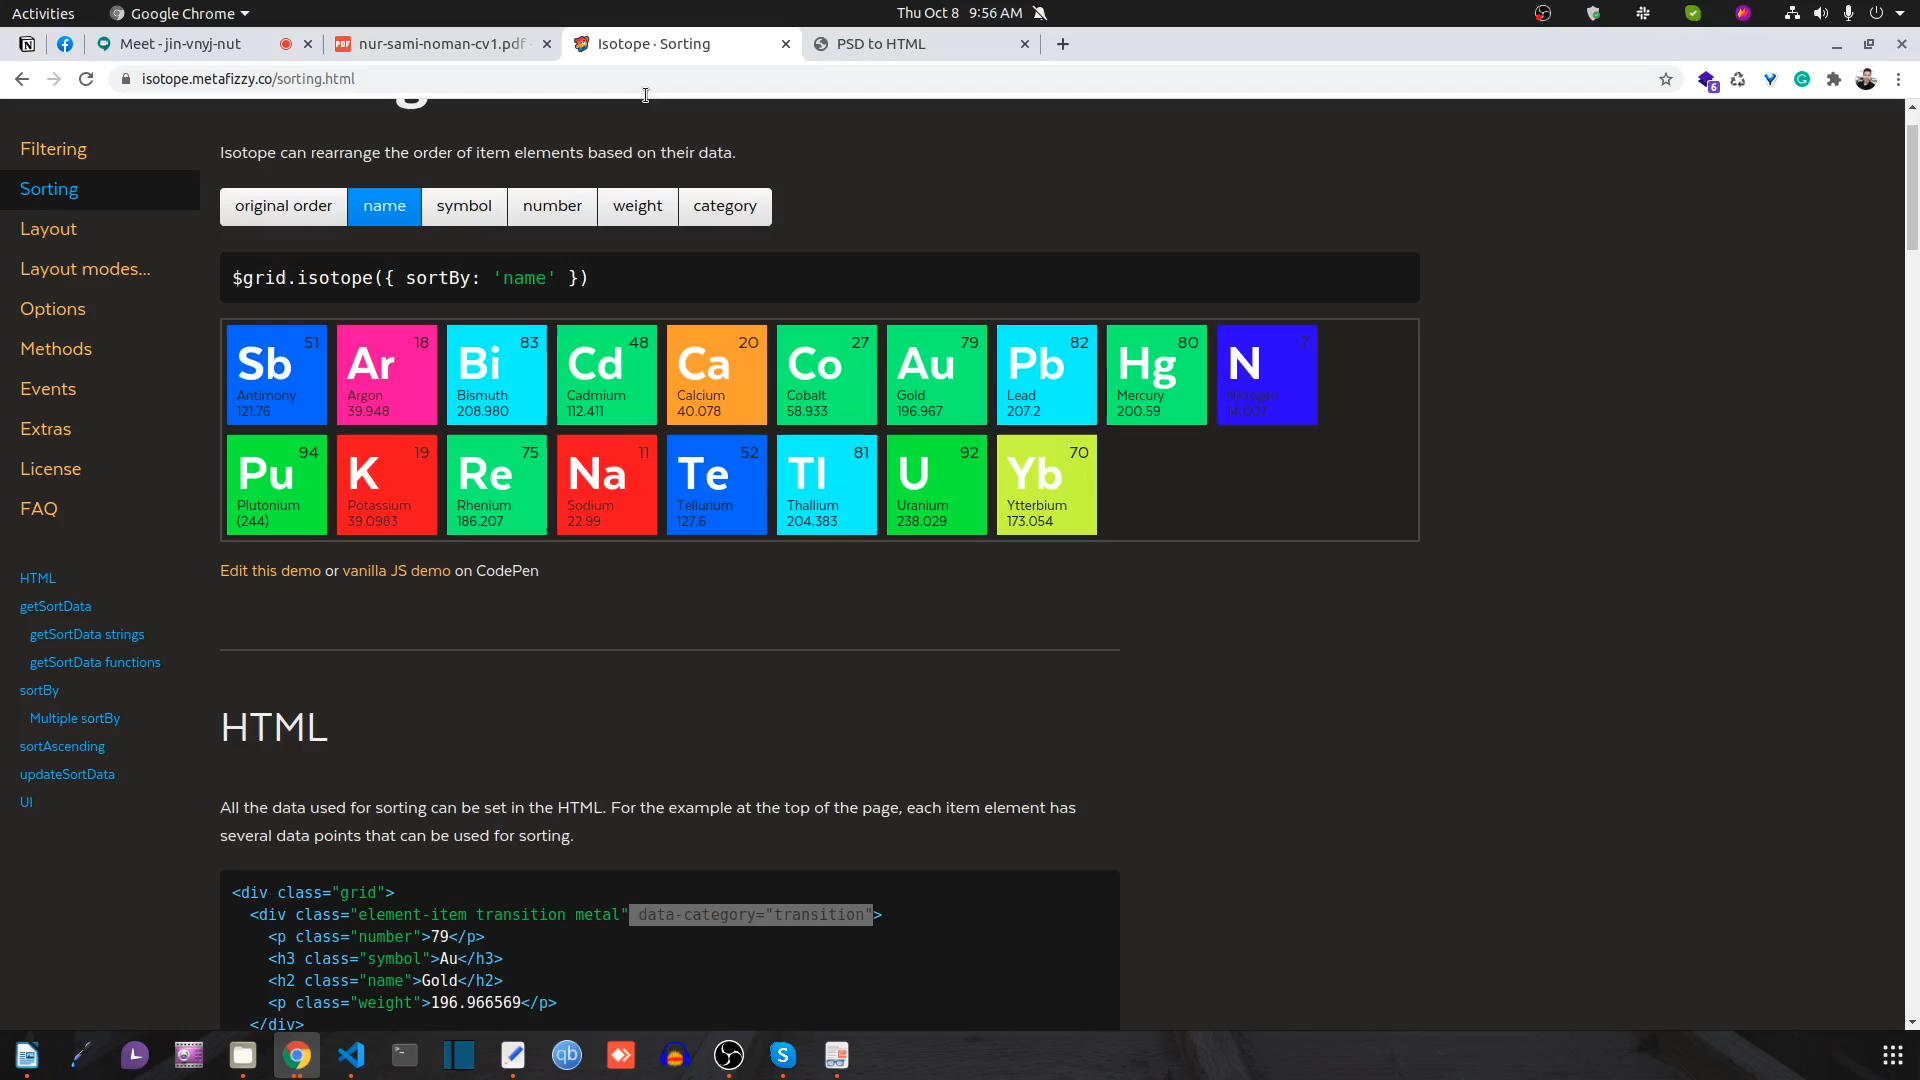 Activities
Google Chrome
Thu Oct 8 9:56 AM
Meet - jin-vnyj-nut
PDF
nur-sami-noman-cv1.pdf
Isotope · Sorting
PSD to HTML
isotope.metafizzy.co/sorting.html
6
Isotope can rearrange the order of item elements based on their data.
original order
name
symbol
number
weight
category
$grid.isotope({ sortBy: 'name' })
Filtering
Sorting
Layout
Layout modes...
Options
Methods
Events
Extras
License
FAQ
HTML
getSortData
getSortData strings
getSortData functions
sortBy
Multiple sortBy
sortAscending
updateSortData
UI
51
Sb
Antimony
121.76
18
Ar
Argon
39.948
83
Bi
Bismuth
208.980
48
Cd
Cadmium
112.411
20
Ca
Calcium
40.078
27
Co
Cobalt
58.933
79
Au
Gold
196.967
82
Pb
Lead
207.2
80
Hg
Mercury
200.59
7
N
Nitrogen
14.007
94
Pu
Plutonium
(244)
19
K
Potassium
39.0983
75
Re
Rhenium
186.207
11
Na
Sodium
22.99
52
Te
Tellurium
127.6
81
Tl
Thallium
204.383
92
U
Uranium
238.029
70
Yb
Ytterbium
173.054
Edit this demo or vanilla JS demo on CodePen
HTML
All the data used for sorting can be set in the HTML. For the example at the top of the page, each item element has
several data points that can be used for sorting.
<div class="grid">
<div class="element-item transition metal" data-category="transition">
<p class="number">79</p>
<h3 class="symbol">Au</h3>
<h2 class="name">Gold</h2>
<p class="weight">196.966569</p>
</div>
qb